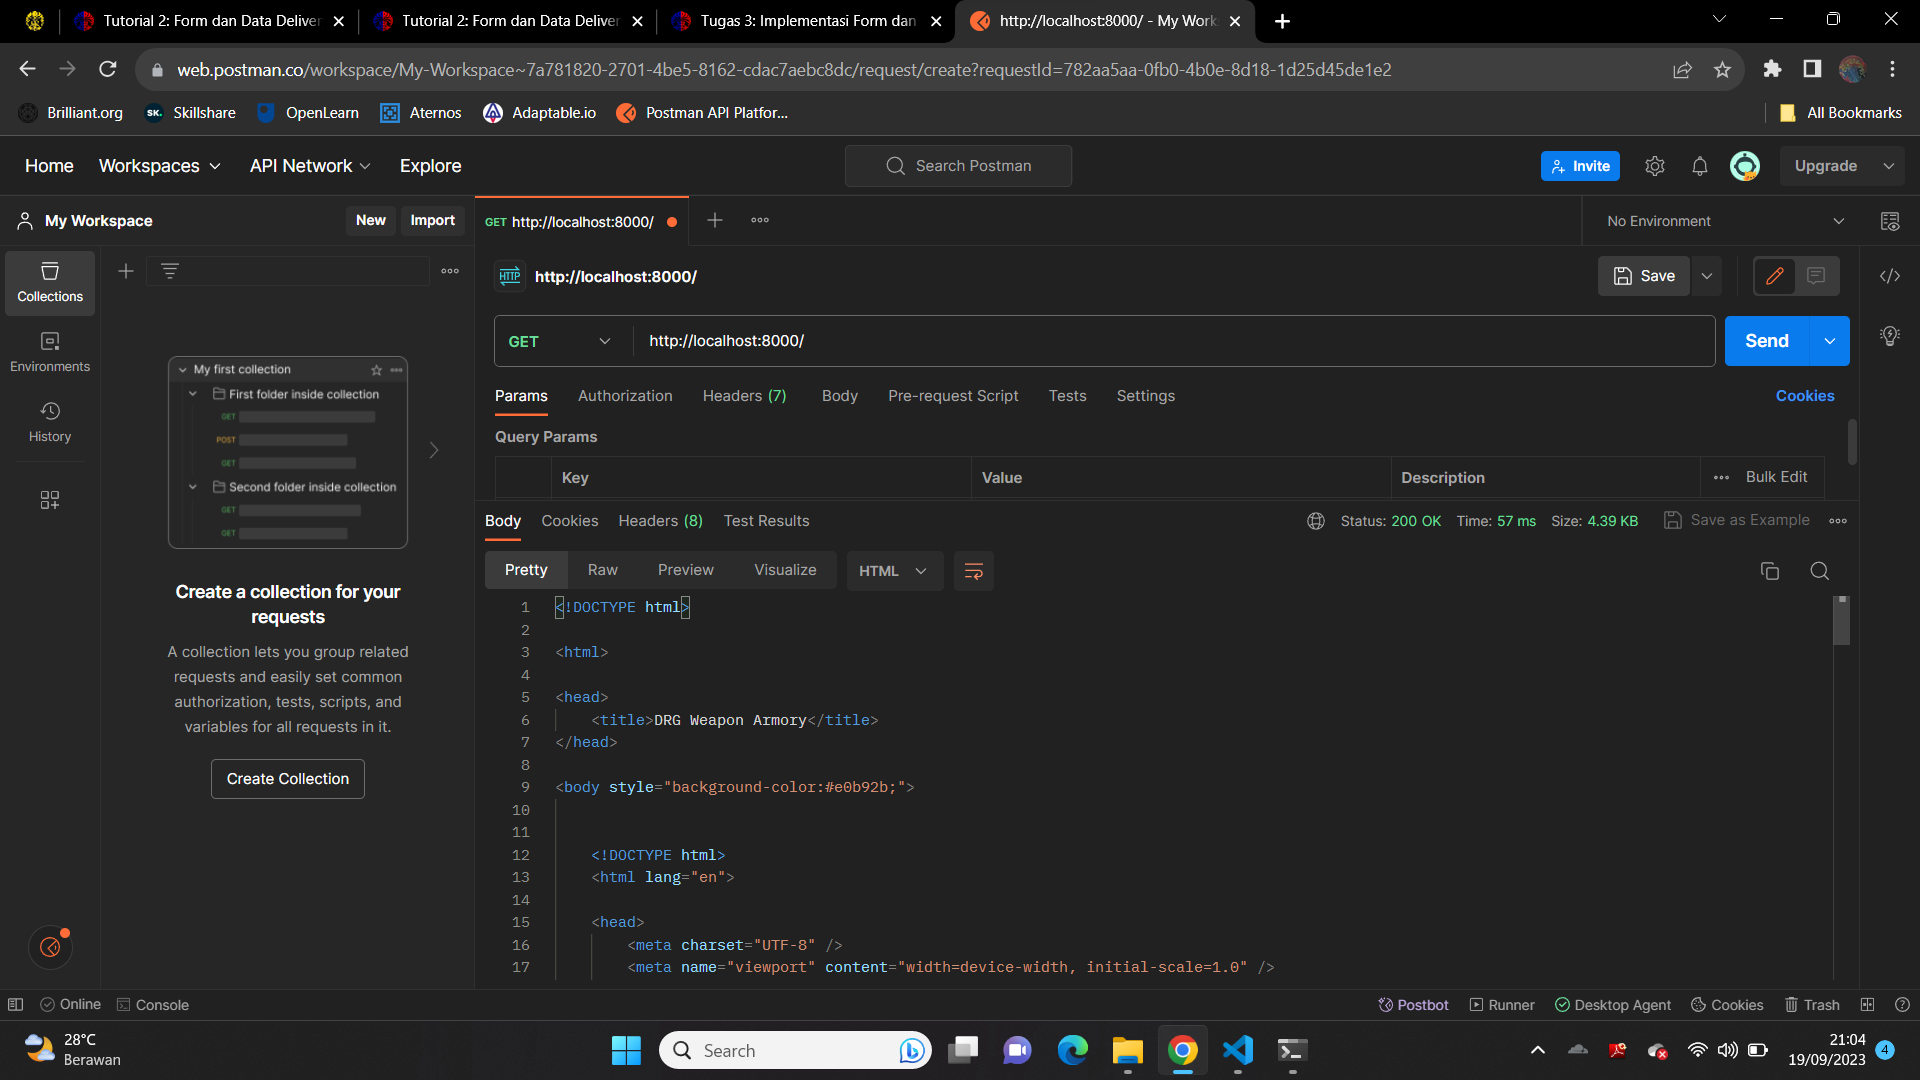 Tutorial 2: Form dan Data Deliver
Tutorial 2: Form dan Data Deliver
Tugas 3: Implementasi Form dan
http://localhost:8000/ - My Work
web.postman.co/workspace/My-Workspace~7a781820-2701-4be5-8162-cdac7aebc8dc/request/create?requestId=782aa5aa-0fb0-4b0e-8d18-1d25d45de1e2
Brilliant.org
SK.
Skillshare
OpenLearn
Aternos
Adaptable.io
Postman API Platfor...
All Bookmarks
Home
Workspaces
API Network
Explore
Search Postman
Invite
Upgrade
My Workspace
New
Import
GET http://localhost:8000/
No Environment
Collections
Environments
History
My first collection
First folder inside collection
GET
POST
GET
Second folder inside collection
GET
GET
Create a collection for your
requests
A collection lets you group related
requests and easily set common
authorization, tests, scripts, and
variables for all requests in it.
Create Collection
HTTP
http://localhost:8000/
Save
GET
http://localhost:8000/
Send
Params
Authorization
Headers (7)
Body
Pre-request Script
Tests
Settings
Cookies
Query Params
Key
Value
Description
Bulk Edit
Body
Cookies
Headers (8)
Test Results
Status: 200 OK
Time: 57 ms
Size: 4.39 KB
Save as Example
Pretty
Raw
Preview
Visualize
HTML
1 <!DOCTYPE html>
2
3 <html>
4
5 <head>
6 <title>DRG Weapon Armory</title>
7 </head>
8
9 <body style="background-color:#e0b92b;">
10
11
12 <!DOCTYPE html>
13 <html lang="en">
14
15 <head>
16 <meta charset="UTF-8" />
17 <meta name="viewport" content="width=device-width, initial-scale=1.0" />
Online
Console
Postbot
Runner
Desktop Agent
Cookies
Trash
28°C
Berawan
Search
21:04
19/09/2023
4